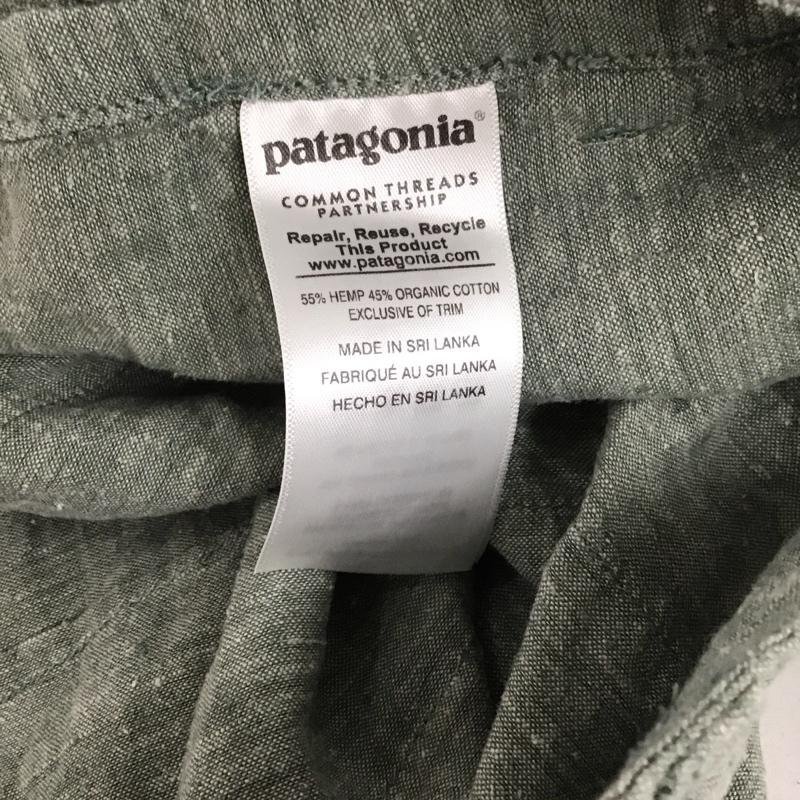 patagonia®
COMMON THREADS
PARTNERSHIP
Repair, Reuse, Recycle
This Product
www.patagonia.com
55% HEMP 45% ORGANIC COTTON
EXCLUSIVE OF TRIM
MADE IN SRI LANKA
FABRIQUÉ AU SRI LANKA
HECHO EN SRI LANKA